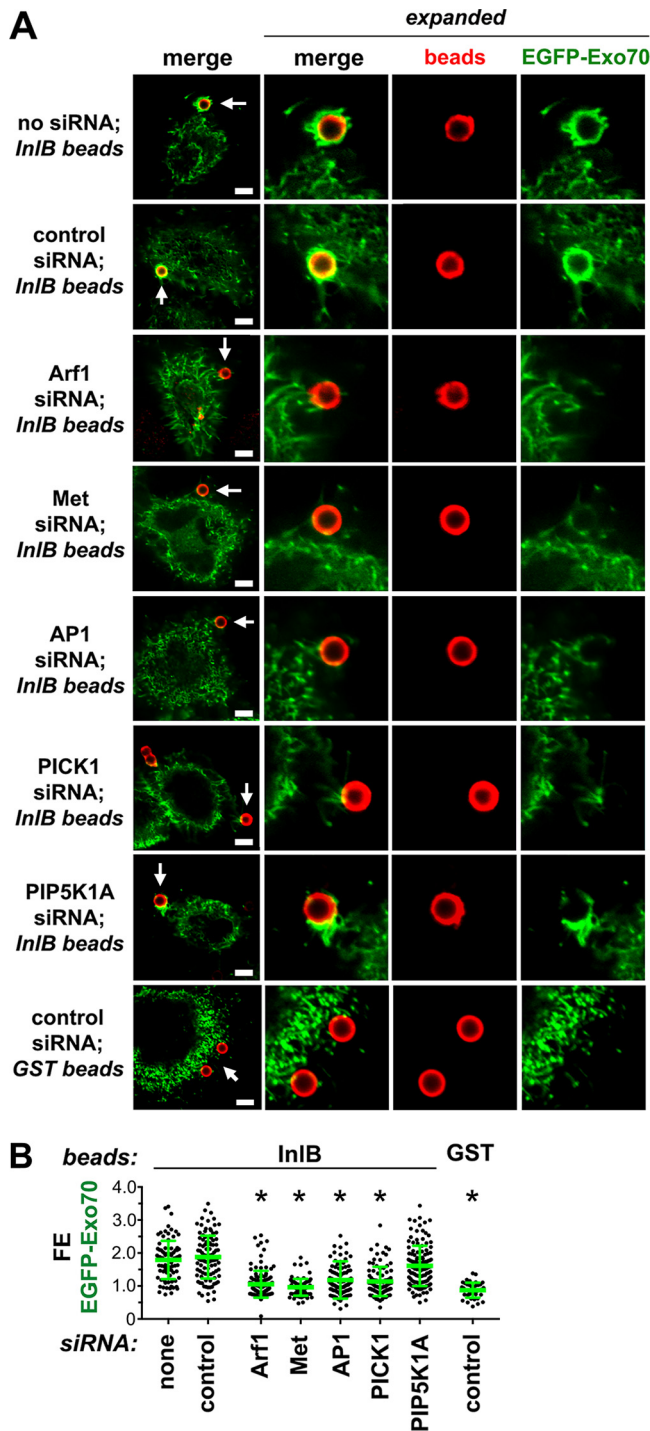 A
expanded
merge merge beads EGFP-Exo70
no siRNA;
InlB beads
control
siRNA;
InlB beads
Arf1
siRNA;
InlB beads
Met
siRNA;
InlB beads
AP1
siRNA;
InlB beads
PICK1
siRNA;
InlB beads
PIP5K1A
siRNA;
InlB beads
control
siRNA;
GST beads
B
beads: InlB GST
FE
EGFP-Exo70
4.0
3.0
2.0
1.0
0
* * * * *
siRNA: none control Arf1 Met AP1 PICK1 PIP5K1A control